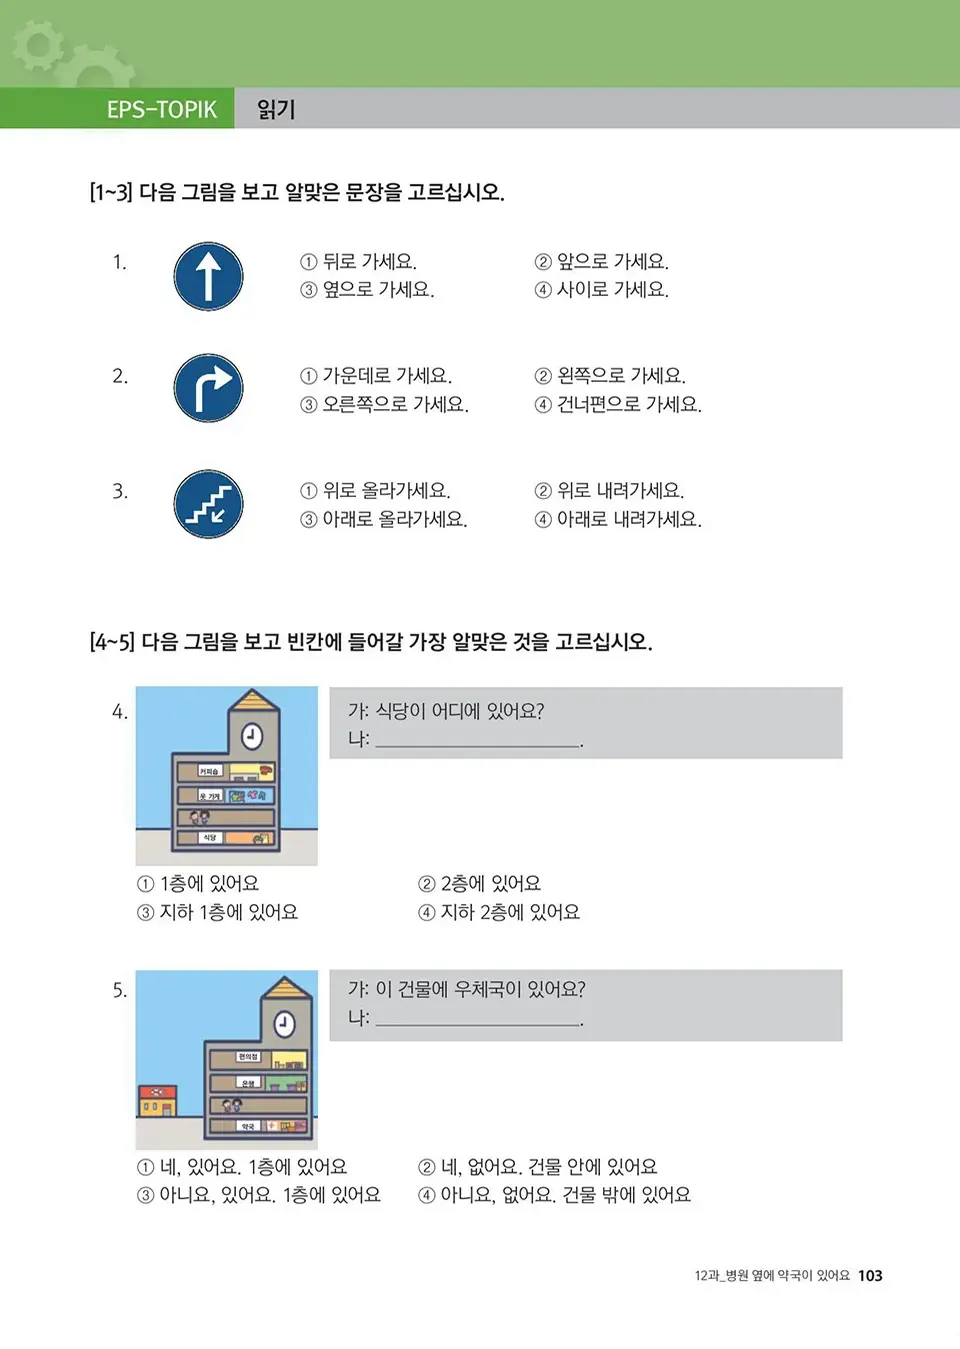 EPS-TOPIK 읽기
[1~3] 다음 그림을 보고 알맞은 문장을 고르십시오.
1. ① 뒤로 가세요. ② 앞으로 가세요.
③ 옆으로 가세요. ④ 사이로 가세요.
2. ① 가운데로 가세요. ② 왼쪽으로 가세요.
③ 오른쪽으로 가세요. ④ 건너편으로 가세요.
3. ① 위로 올라가세요. ② 위로 내려가세요.
③ 아래로 올라가세요. ④ 아래로 내려가세요.
[4~5] 다음 그림을 보고 빈칸에 들어갈 가장 알맞은 것을 고르십시오.
4. 가: 식당이 어디에 있어요?
나: ____________________.
커피숍
옷 가게
식당
① 1층에 있어요 ② 2층에 있어요
③ 지하 1층에 있어요 ④ 지하 2층에 있어요
5. 가: 이 건물에 우체국이 있어요?
나: ____________________.
편의점
은행
약국
① 네, 있어요. 1층에 있어요 ② 네, 없어요. 건물 안에 있어요
③ 아니요, 있어요. 1층에 있어요 ④ 아니요, 없어요. 건물 밖에 있어요
12과_병원 옆에 약국이 있어요 103